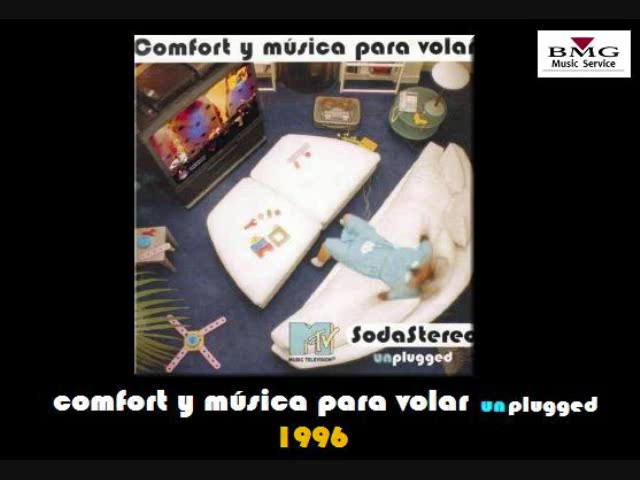 Comfort y música para volar
BMG
Music Service
MTV
MUSIC TELEVISION®
SodaStereo
unplugged
comfort y música para volar unplugged
1996